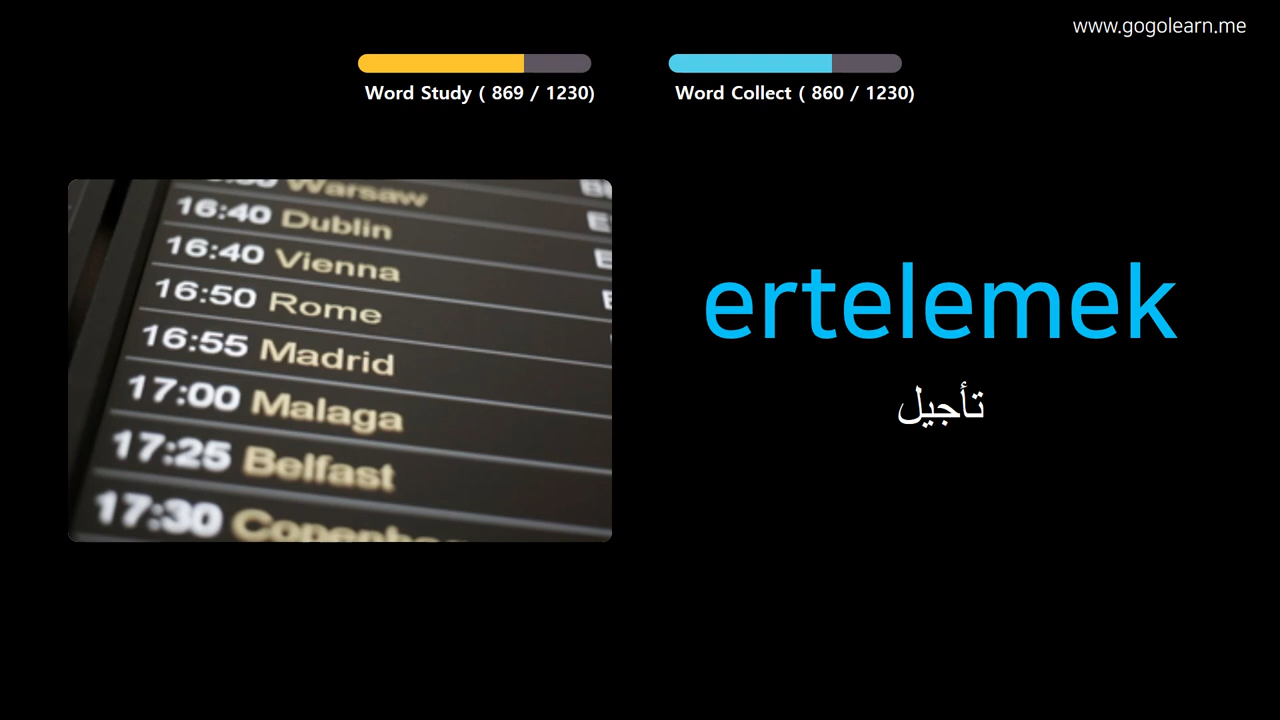 www.gogolearn.me
Word Study ( 869 / 1230)
Word Collect ( 860 / 1230)
Warsaw
16:40 Dublin
16:40 Vienna
16:50 Rome
16:55 Madrid
17:00 Malaga
17:25 Belfast
17:30
ertelemek
تأجيل